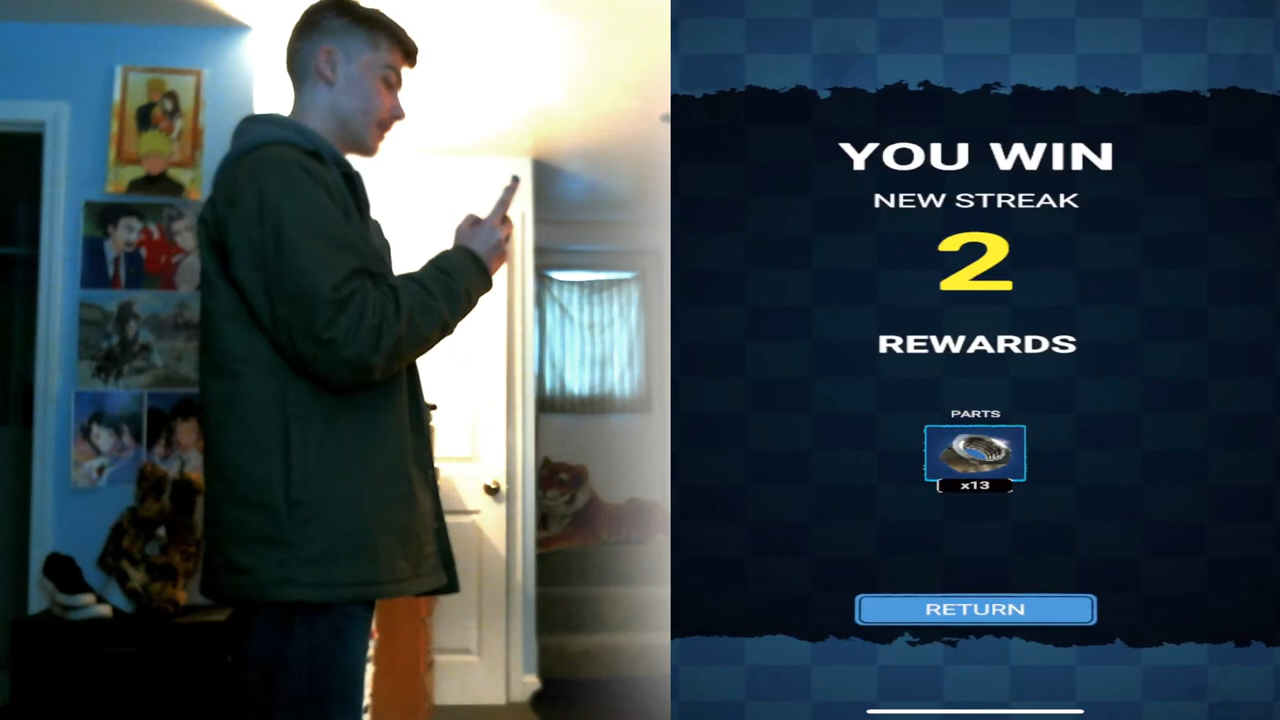 YOU WIN
NEW STREAK
2
REWARDS
PARTS
x13
RETURN